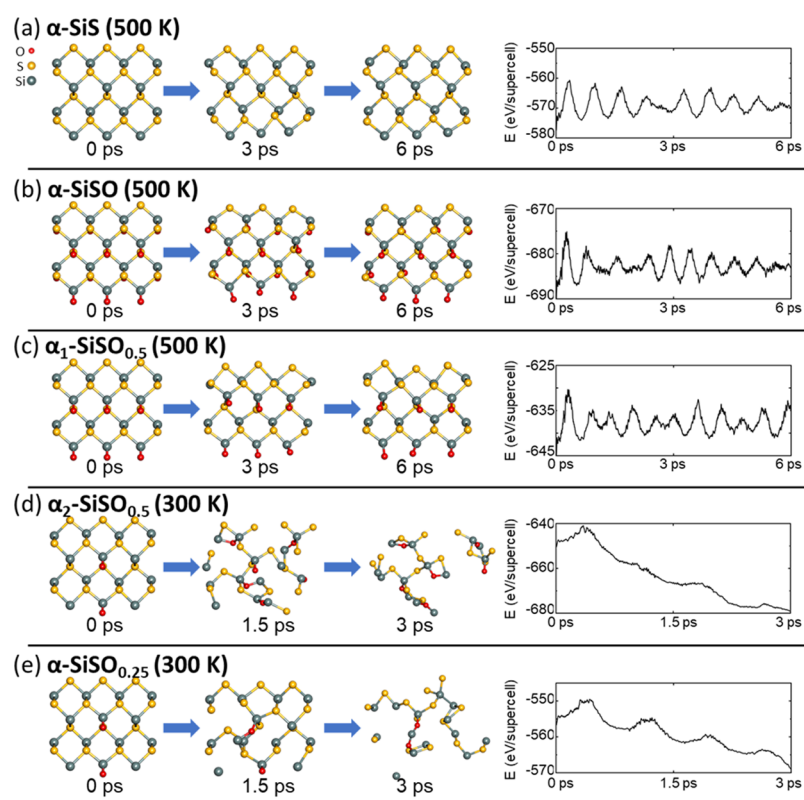 (a) α-SiS (500 K)
O
S
Si
0 ps
3 ps
6 ps
E (eV/supercell)
-550
-560
-570
-580
0 ps
3 ps
6 ps
(b) α-SiSO (500 K)
0 ps
3 ps
6 ps
E (eV/supercell)
-670
-680
-690
0 ps
3 ps
6 ps
(c) α₁-SiSO₀.₅ (500 K)
0 ps
3 ps
6 ps
E (eV/supercell)
-625
-635
-645
0 ps
3 ps
6 ps
(d) α₂-SiSO₀.₅ (300 K)
0 ps
1.5 ps
3 ps
E (eV/supercell)
-640
-660
-680
0 ps
1.5 ps
3 ps
(e) α-SiSO₀.₂₅ (300 K)
0 ps
1.5 ps
3 ps
E (eV/supercell)
-550
-560
-570
0 ps
1.5 ps
3 ps